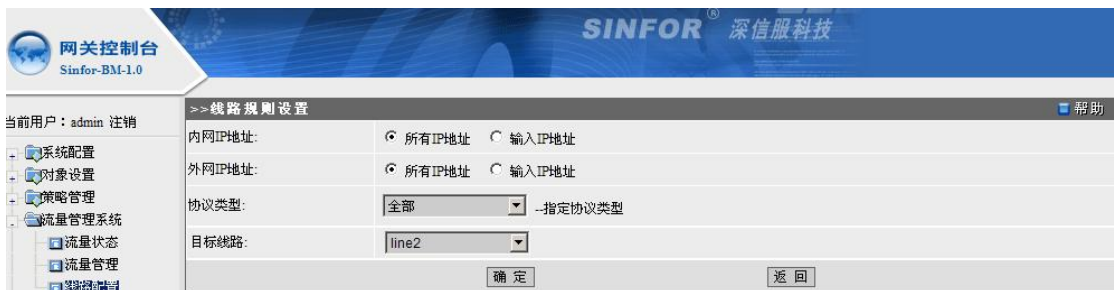 SINFOR® 深信服科技
网关控制台
Sinfor-BM-1.0
当前用户：admin 注销
系统配置
对象设置
策略管理
流量管理系统
流量状态
流量管理
线路配置
>>线路规则设置
帮助
内网IP地址: 所有IP地址 输入IP地址
外网IP地址: 所有IP地址 输入IP地址
协议类型: 全部 --指定协议类型
目标线路: line2
确 定 返 回